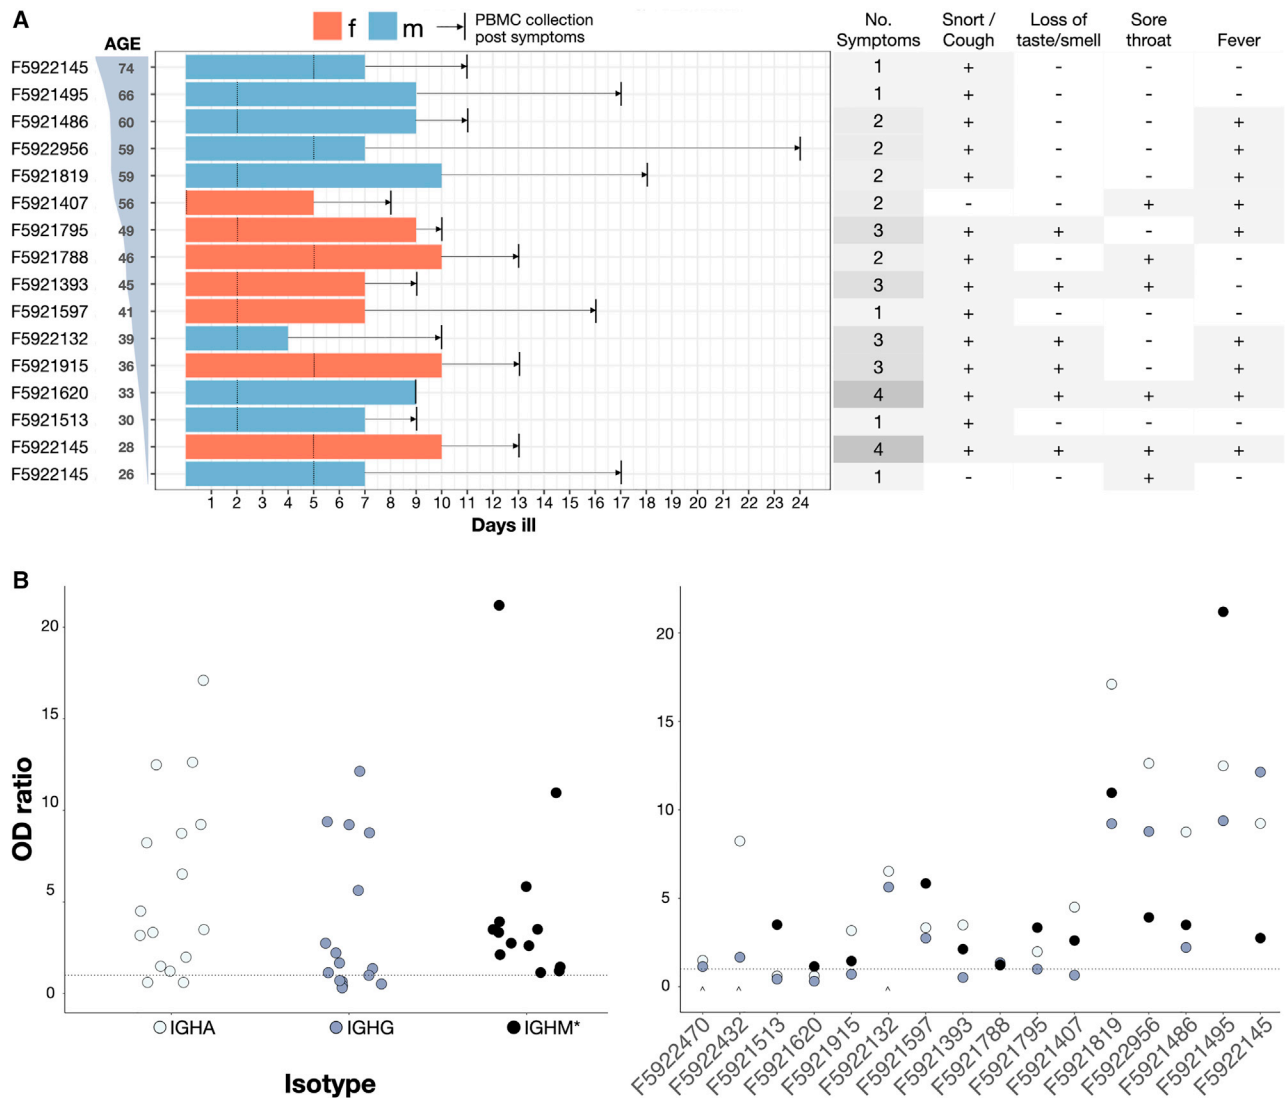 A
f m PBMC collection
post symptoms
AGE
No.
Symptoms
Snort /
Cough
Loss of
taste/smell
Sore
throat
Fever
F5922145 74 1 + - - -
F5921495 66 1 + - - -
F5921486 60 2 + - - +
F5922956 59 2 + - - +
F5921819 59 2 + - - +
F5921407 56 2 - - + +
F5921795 49 3 + + - +
F5921788 46 2 + - + -
F5921393 45 3 + + + -
F5921597 41 1 + - - -
F5922132 39 3 + + - +
F5921915 36 3 + + - +
F5921620 33 4 + + + +
F5921513 30 1 + - - -
F5922145 28 4 + + + +
F5922145 26 1 - - + -
1 2 3 4 5 6 7 8 9 10 11 12 13 14 15 16 17 18 19 20 21 22 23 24
Days ill
B
OD ratio
20
15
10
5
0
IGHA IGHG IGHM*
Isotype
20
15
10
5
0
^ ^ ^
F5922470 F5922432 F5921513 F5921620 F5921915 F5922132 F5921597 F5921393 F5921788 F5921795 F5921407 F5921819 F5922956 F5921486 F5921495 F5922145